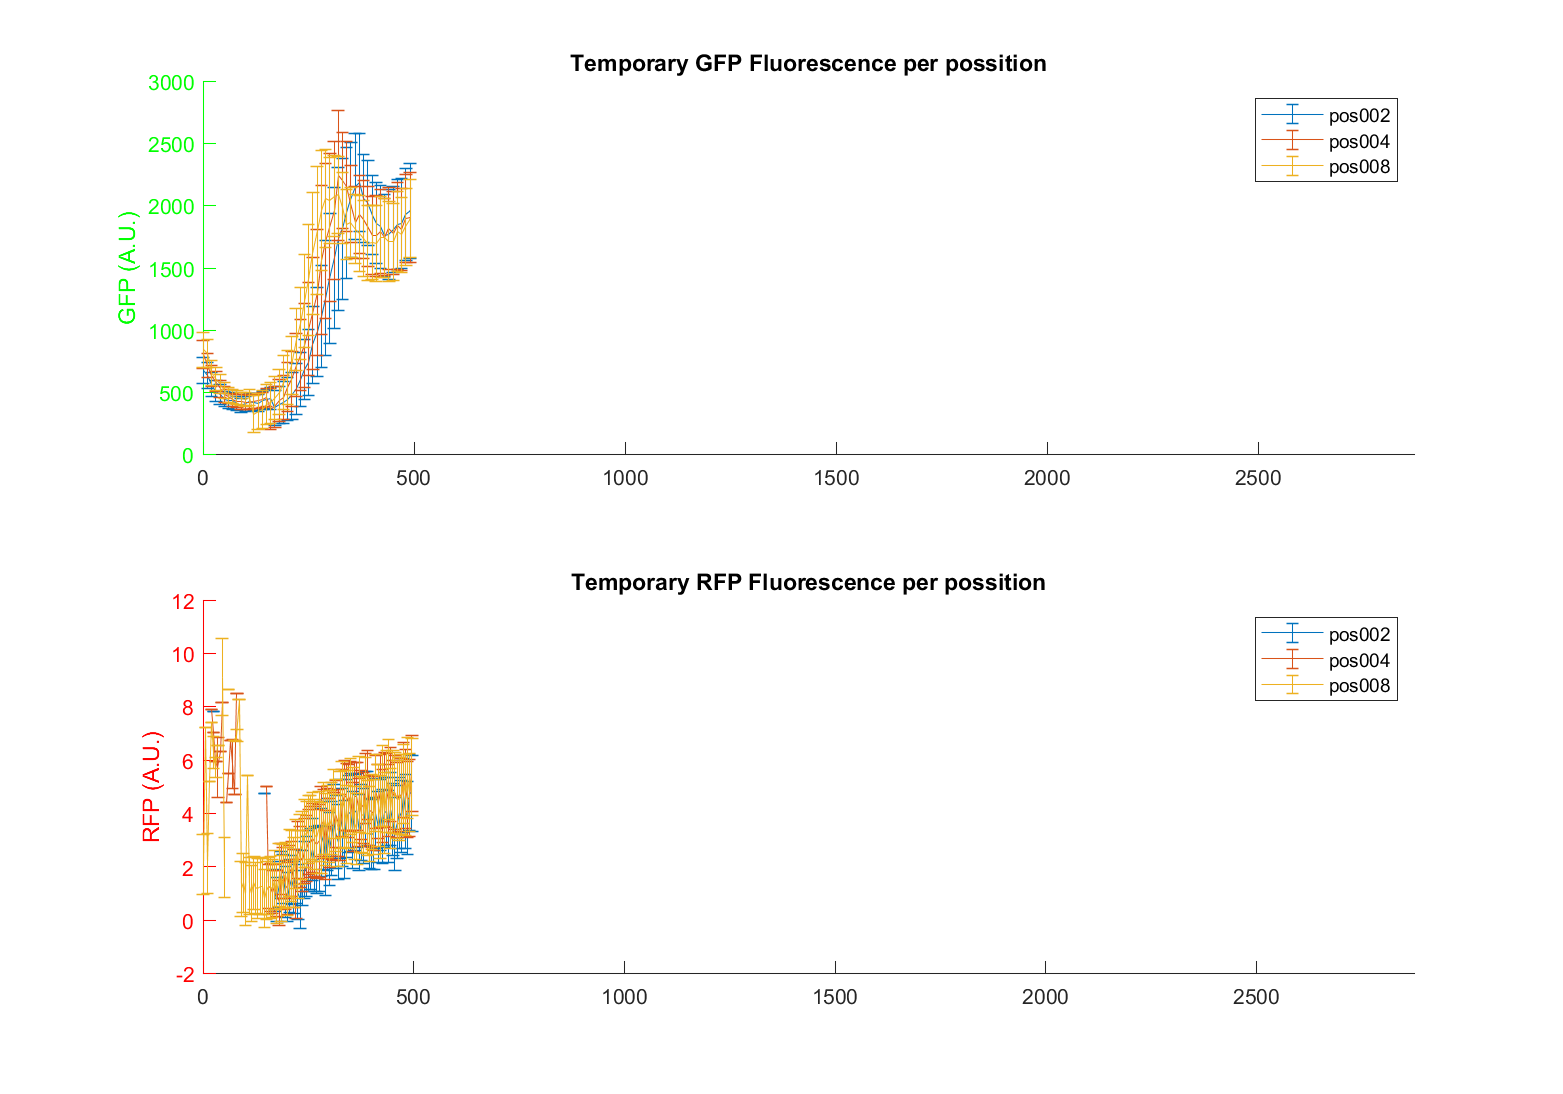 Temporary GFP Fluorescence per possition
3000
2500
2000
1500
1000
500
0
GFP (A.U.)
0 500 1000 1500 2000 2500
pos002
pos004
pos008
Temporary RFP Fluorescence per possition
12
10
8
6
4
2
0
-2
RFP (A.U.)
0 500 1000 1500 2000 2500
pos002
pos004
pos008